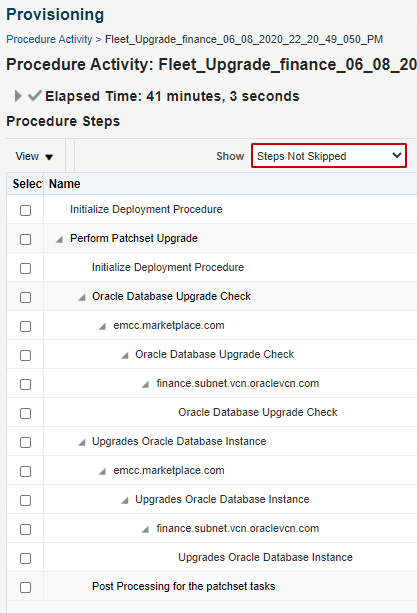 Provisioning
Procedure Activity > Fleet_Upgrade_finance_06_08_2020_22_20_49_050_PM
Procedure Activity: Fleet_Upgrade_finance_06_08_20
Elapsed Time: 41 minutes, 3 seconds
Procedure Steps
View Show Steps Not Skipped
Selec Name
Initialize Deployment Procedure
Perform Patchset Upgrade
Initialize Deployment Procedure
Oracle Database Upgrade Check
emcc.marketplace.com
Oracle Database Upgrade Check
finance.subnet.vcn.oraclevcn.com
Oracle Database Upgrade Check
Upgrades Oracle Database Instance
emcc.marketplace.com
Upgrades Oracle Database Instance
finance.subnet.vcn.oraclevcn.com
Upgrades Oracle Database Instance
Post Processing for the patchset tasks